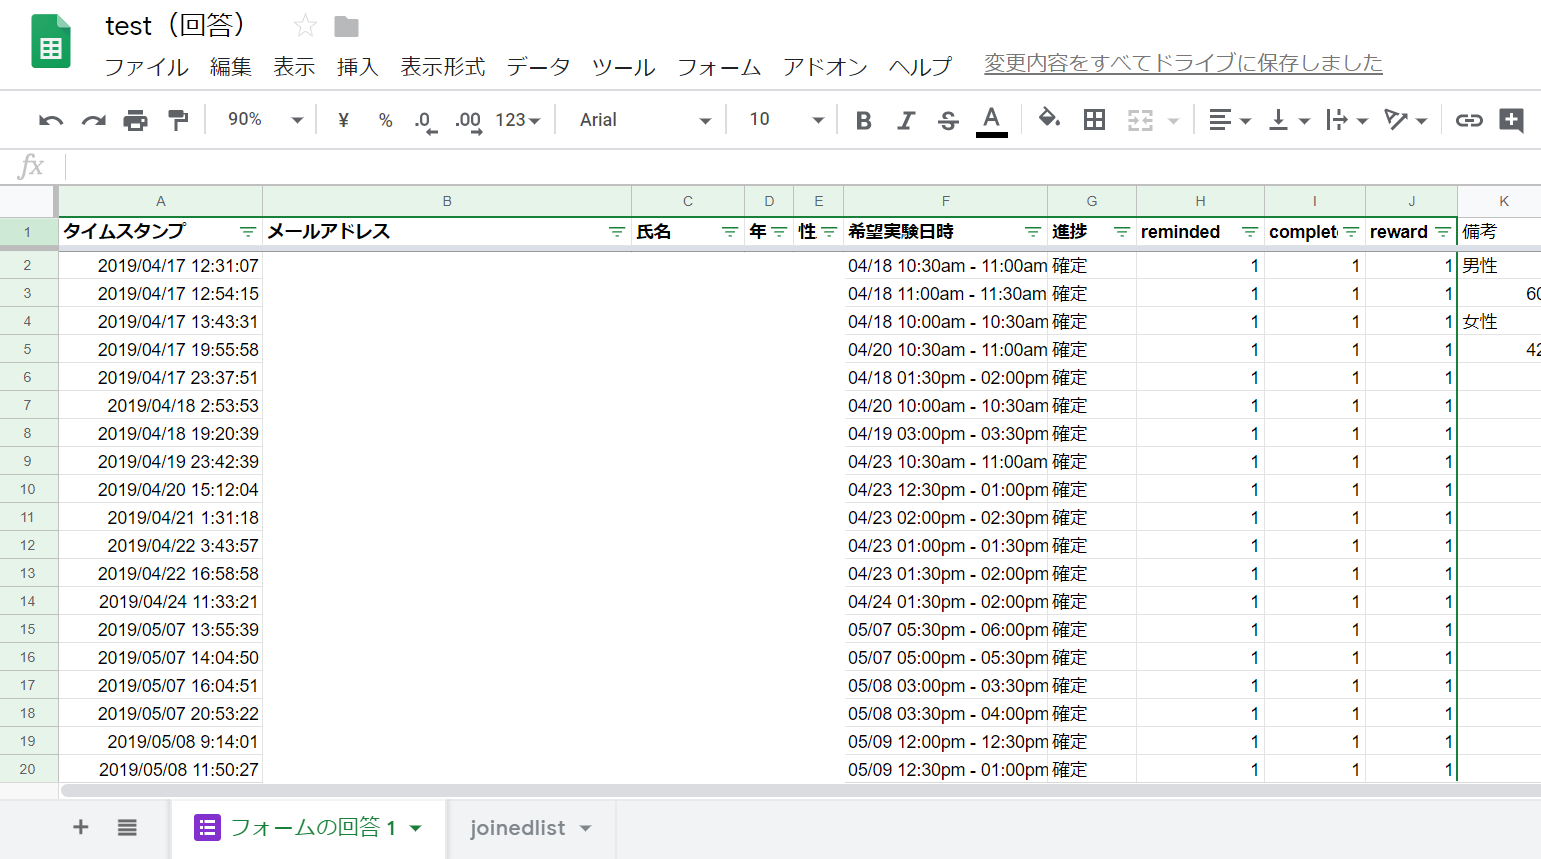 test（回答）
ファイル 編集 表示 挿入 表示形式 データ ツール フォーム アドオン ヘルプ 変更内容をすべてドライブに保存しました
90% ¥ % .0 .00 123 Arial 10 B I S A
fx
A B C D E F G H I J K
1 タイムスタンプ メールアドレス 氏名 年 性 希望実験日時 進捗 reminded complet reward 備考
2 2019/04/17 12:31:07 04/18 10:30am - 11:00am 確定 1 1 1 男性
3 2019/04/17 12:54:15 04/18 11:00am - 11:30am 確定 1 1 1 60
4 2019/04/17 13:43:31 04/18 10:00am - 10:30am 確定 1 1 1 女性
5 2019/04/17 19:55:58 04/20 10:30am - 11:00am 確定 1 1 1 42
6 2019/04/17 23:37:51 04/18 01:30pm - 02:00pm 確定 1 1 1
7 2019/04/18 2:53:53 04/20 10:00am - 10:30am 確定 1 1 1
8 2019/04/18 19:20:39 04/19 03:00pm - 03:30pm 確定 1 1 1
9 2019/04/19 23:42:39 04/23 10:30am - 11:00am 確定 1 1 1
10 2019/04/20 15:12:04 04/23 12:30pm - 01:00pm 確定 1 1 1
11 2019/04/21 1:31:18 04/23 02:00pm - 02:30pm 確定 1 1 1
12 2019/04/22 3:43:57 04/23 01:00pm - 01:30pm 確定 1 1 1
13 2019/04/22 16:58:58 04/23 01:30pm - 02:00pm 確定 1 1 1
14 2019/04/24 11:33:21 04/24 01:30pm - 02:00pm 確定 1 1 1
15 2019/05/07 13:55:39 05/07 05:30pm - 06:00pm 確定 1 1 1
16 2019/05/07 14:04:50 05/07 05:00pm - 05:30pm 確定 1 1 1
17 2019/05/07 16:04:51 05/08 03:00pm - 03:30pm 確定 1 1 1
18 2019/05/07 20:53:22 05/08 03:30pm - 04:00pm 確定 1 1 1
19 2019/05/08 9:14:01 05/09 12:00pm - 12:30pm 確定 1 1 1
20 2019/05/08 11:50:27 05/09 12:30pm - 01:00pm 確定 1 1 1
フォームの回答 1 joinedlist